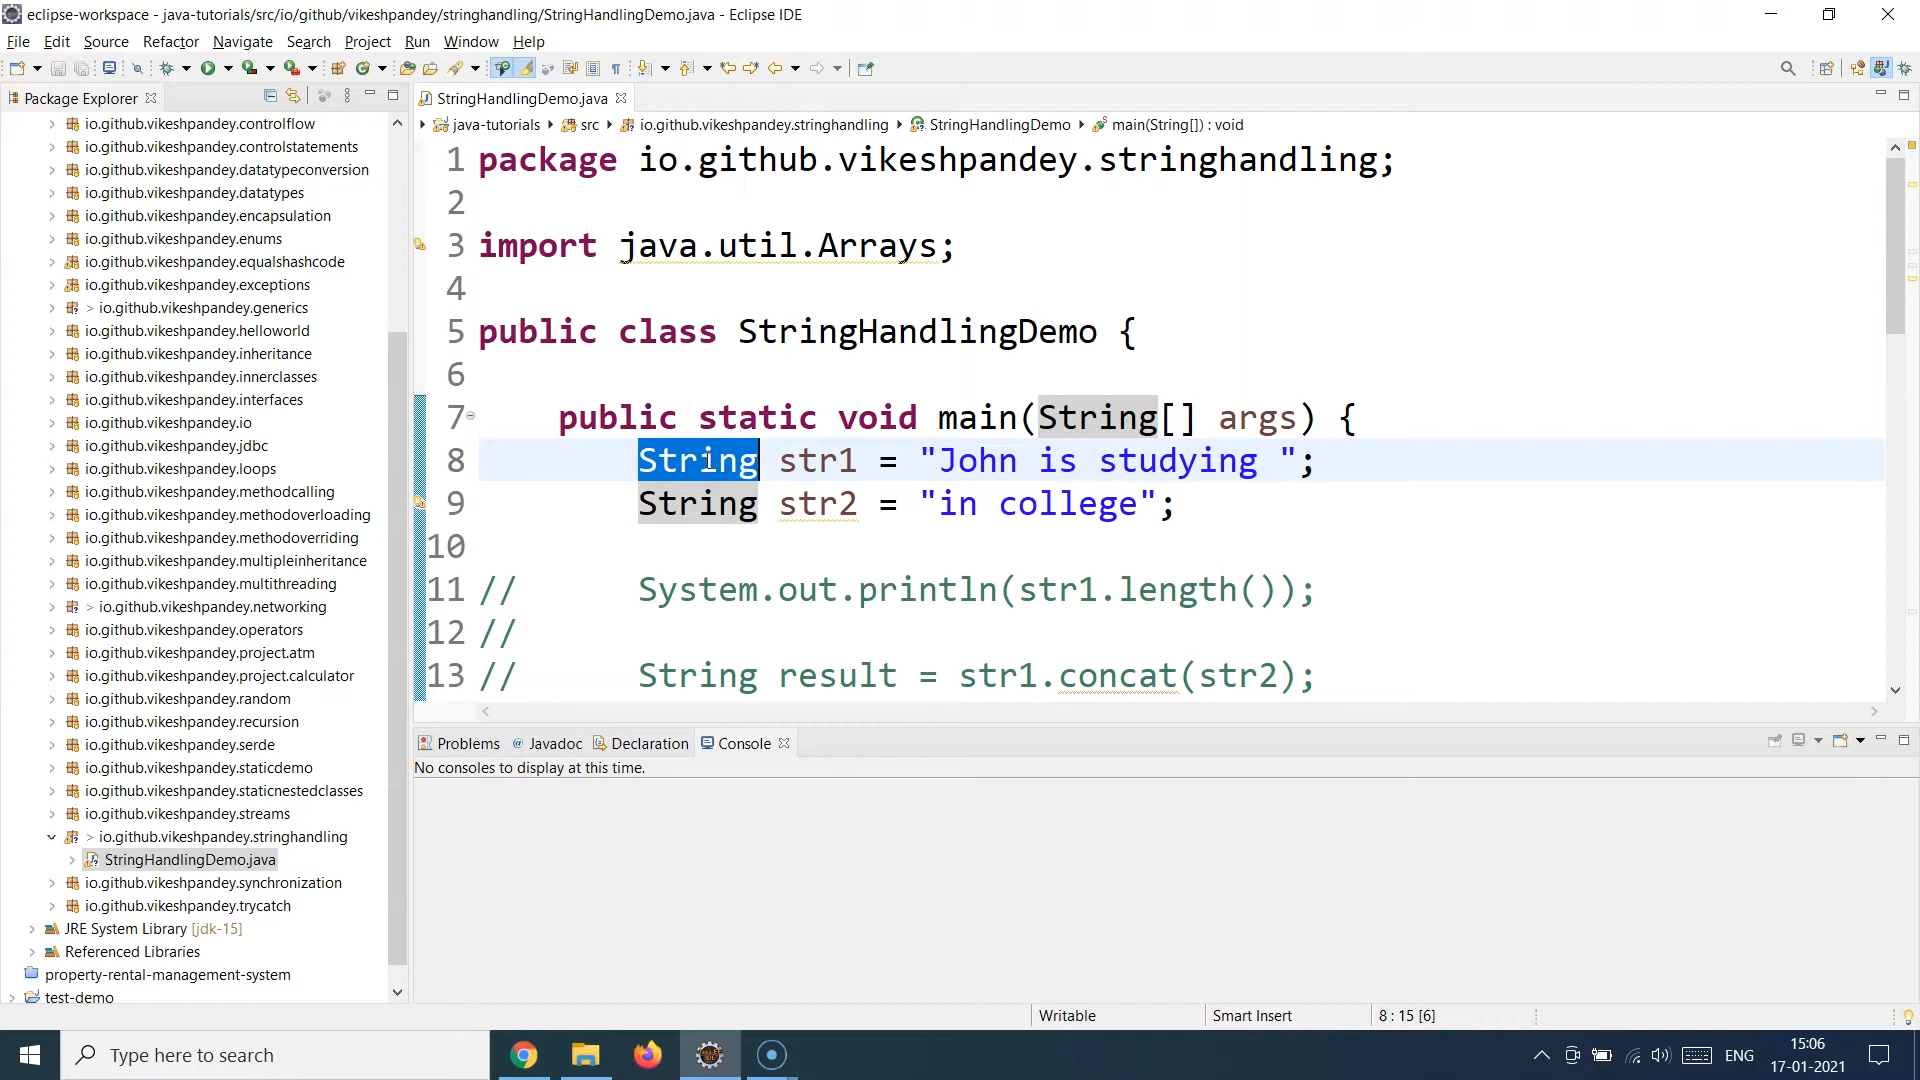 eclipse-workspace - java-tutorials/src/io/github/vikeshpandey/stringhandling/StringHandlingDemo.java - Eclipse IDE
File Edit Source Refactor Navigate Search Project Run Window Help
Package Explorer
io.github.vikeshpandey.controlflow
io.github.vikeshpandey.controlstatements
io.github.vikeshpandey.datatypeconversion
io.github.vikeshpandey.datatypes
io.github.vikeshpandey.encapsulation
io.github.vikeshpandey.enums
io.github.vikeshpandey.equalshashcode
io.github.vikeshpandey.exceptions
> io.github.vikeshpandey.generics
io.github.vikeshpandey.helloworld
io.github.vikeshpandey.inheritance
io.github.vikeshpandey.innerclasses
io.github.vikeshpandey.interfaces
io.github.vikeshpandey.io
io.github.vikeshpandey.jdbc
io.github.vikeshpandey.loops
io.github.vikeshpandey.methodcalling
io.github.vikeshpandey.methodoverloading
io.github.vikeshpandey.methodoverriding
io.github.vikeshpandey.multipleinheritance
io.github.vikeshpandey.multithreading
> io.github.vikeshpandey.networking
io.github.vikeshpandey.operators
io.github.vikeshpandey.project.atm
io.github.vikeshpandey.project.calculator
io.github.vikeshpandey.random
io.github.vikeshpandey.recursion
io.github.vikeshpandey.serde
io.github.vikeshpandey.staticdemo
io.github.vikeshpandey.staticnestedclasses
io.github.vikeshpandey.streams
> io.github.vikeshpandey.stringhandling
StringHandlingDemo.java
io.github.vikeshpandey.synchronization
io.github.vikeshpandey.trycatch
JRE System Library [jdk-15]
Referenced Libraries
property-rental-management-system
test-demo
StringHandlingDemo.java
java-tutorials src io.github.vikeshpandey.stringhandling StringHandlingDemo main(String[]) : void
1 package io.github.vikeshpandey.stringhandling;
2
3 import java.util.Arrays;
4
5 public class StringHandlingDemo {
6
7 public static void main(String[] args) {
8 String str1 = "John is studying ";
9 String str2 = "in college";
10
11 // System.out.println(str1.length());
12 //
13 // String result = str1.concat(str2);
Problems Javadoc Declaration Console
No consoles to display at this time.
Writable Smart Insert 8 : 15 [6]
Type here to search
ENG
15:06
17-01-2021